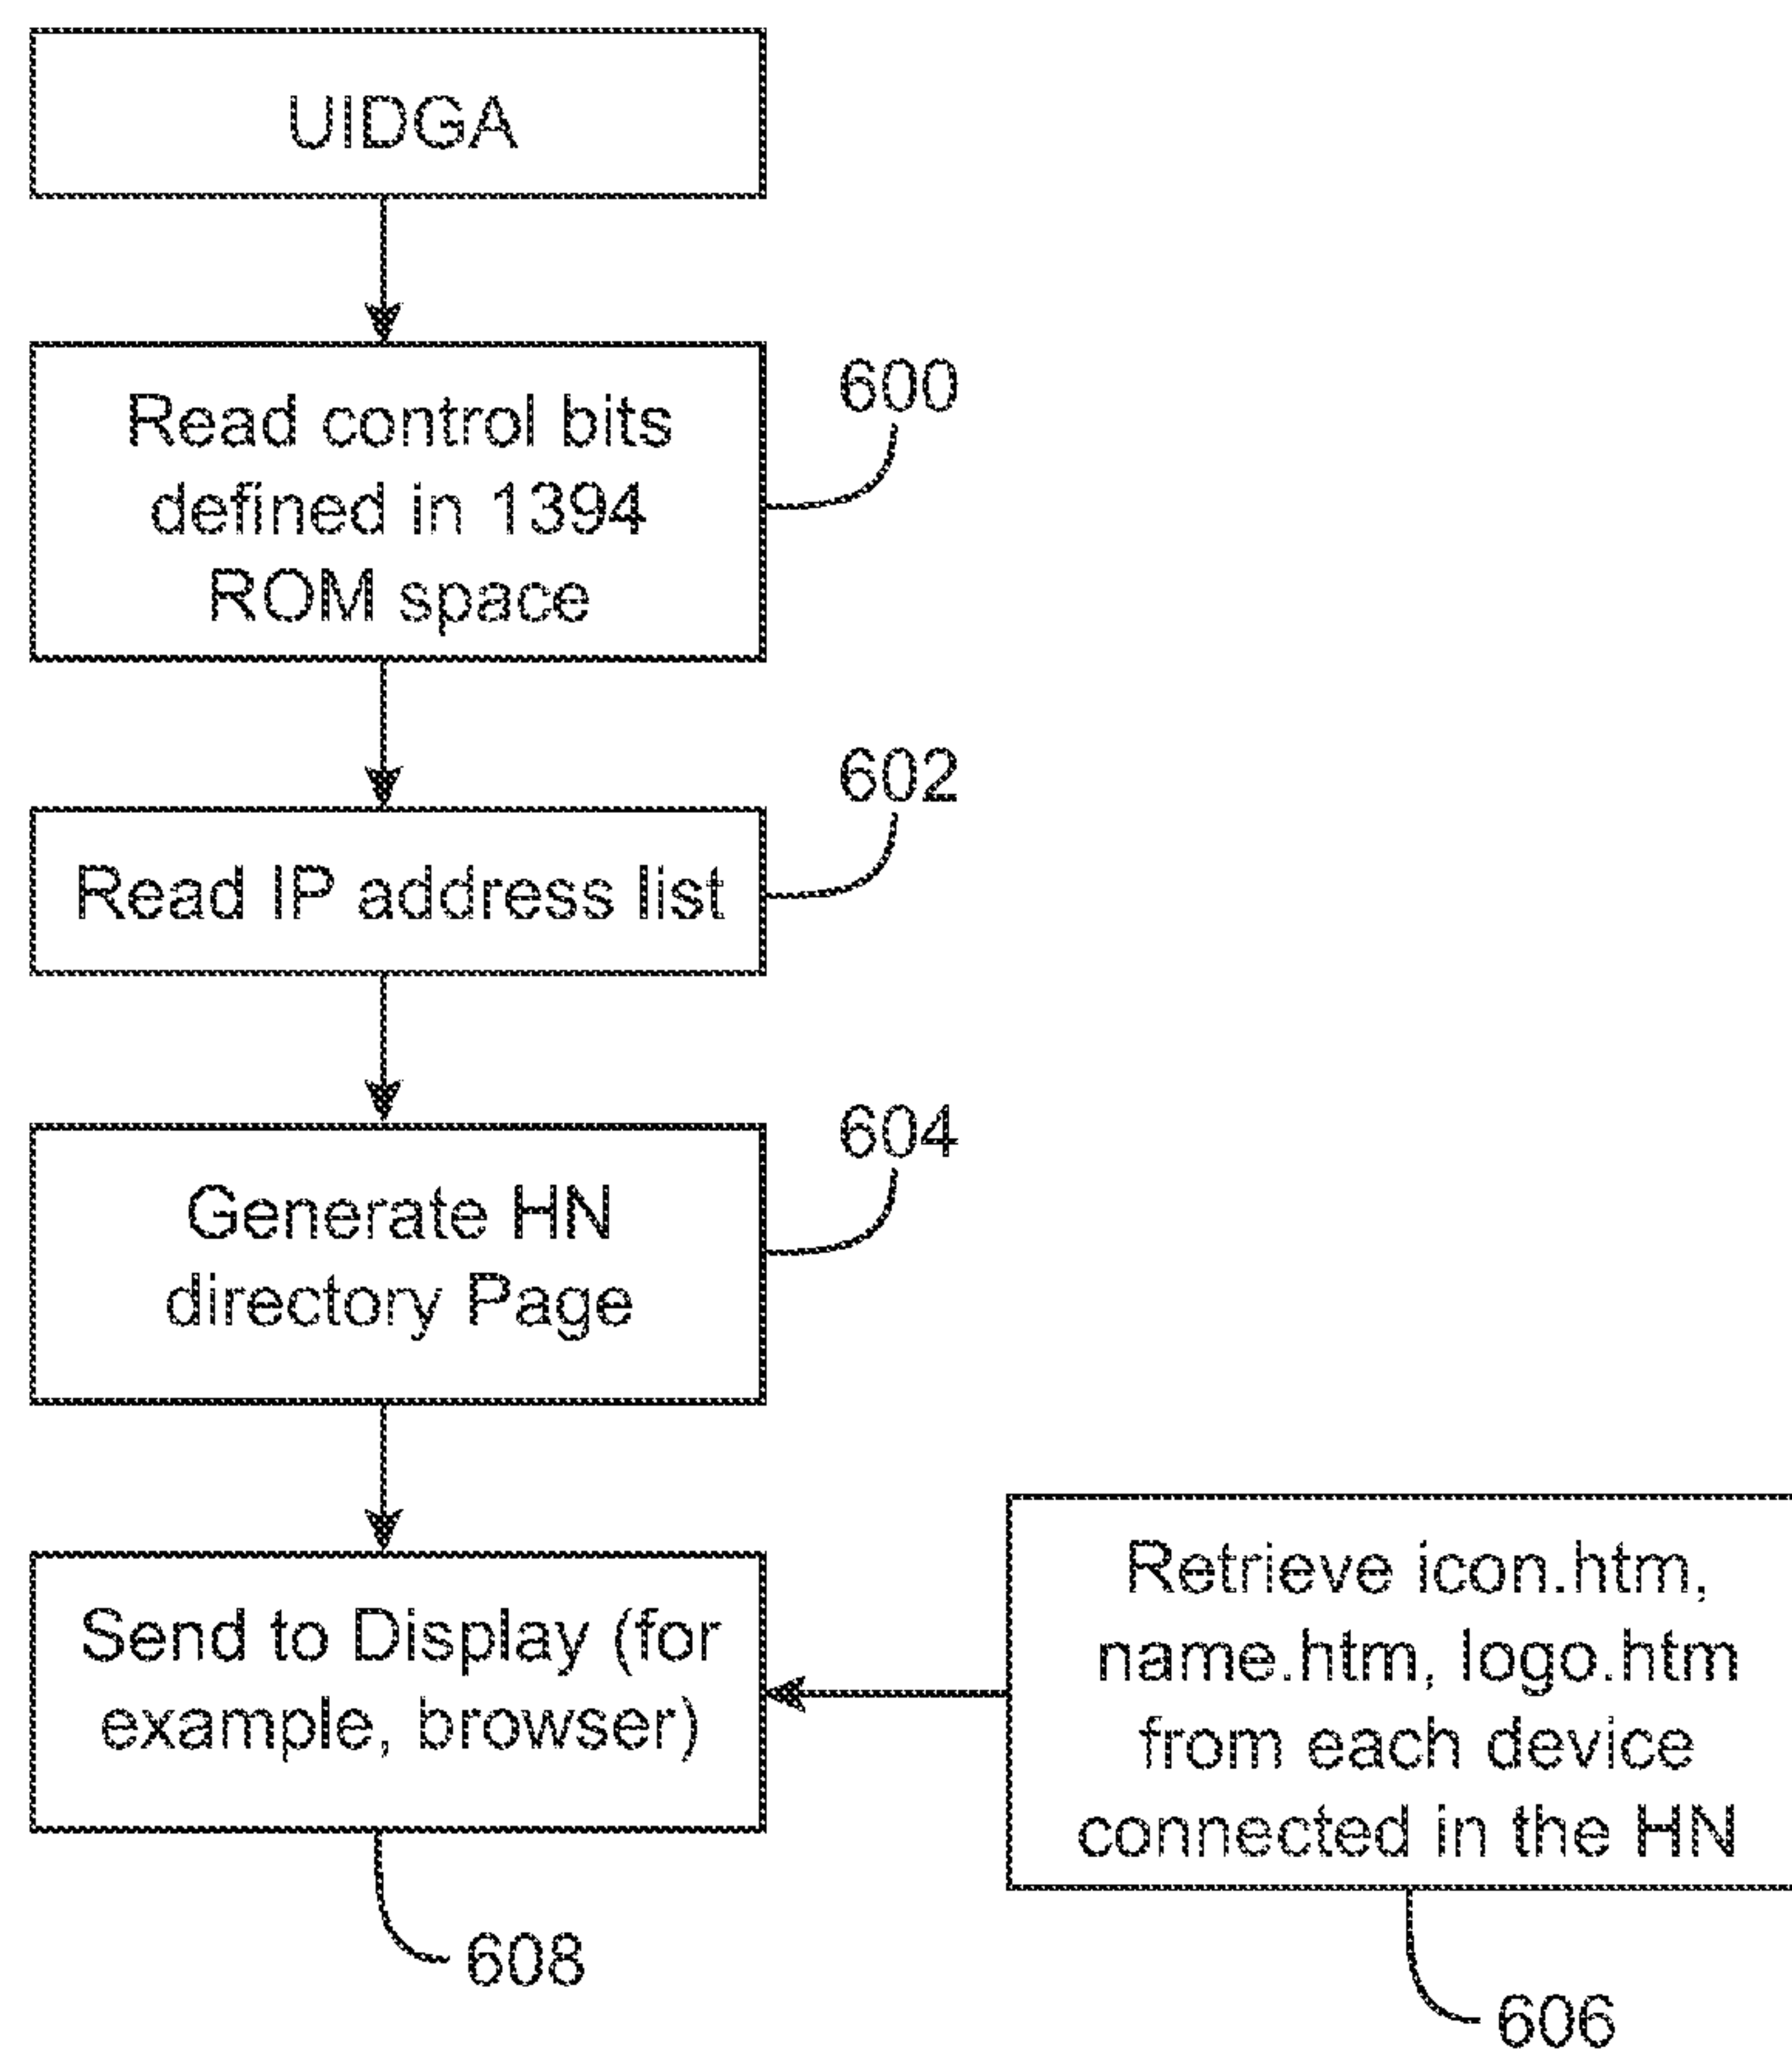 UIDGA
Read control bits
defined in 1394
ROM space
600
Read IP address list
602
Generate HN
directory Page
604
Send to Display (for
example, browser)
608
Retrieve icon.htm,
name.htm, logo.htm
from each device
connected in the HN
606